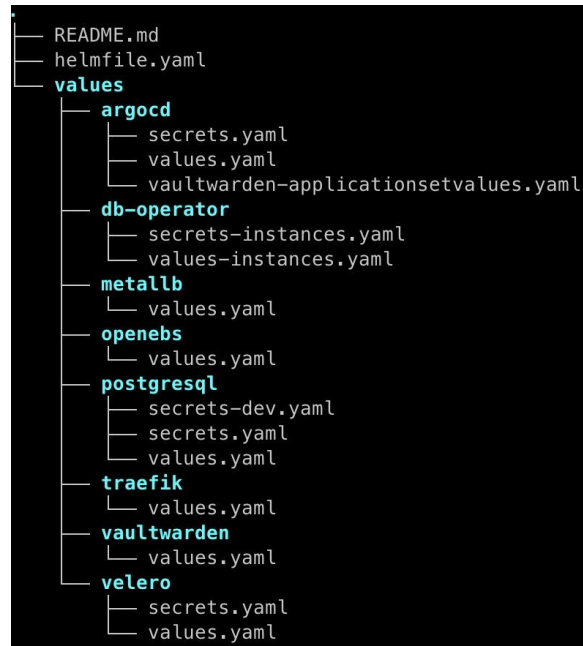 .
├── README.md
├── helmfile.yaml
└── values
    ├── argocd
    │   ├── secrets.yaml
    │   ├── values.yaml
    │   └── vaultwarden-applicationsetvalues.yaml
    ├── db-operator
    │   ├── secrets-instances.yaml
    │   └── values-instances.yaml
    ├── metallb
    │   └── values.yaml
    ├── openebs
    │   └── values.yaml
    ├── postgresql
    │   ├── secrets-dev.yaml
    │   ├── secrets.yaml
    │   └── values.yaml
    ├── traefik
    │   └── values.yaml
    ├── vaultwarden
    │   └── values.yaml
    └── velero
        ├── secrets.yaml
        └── values.yaml